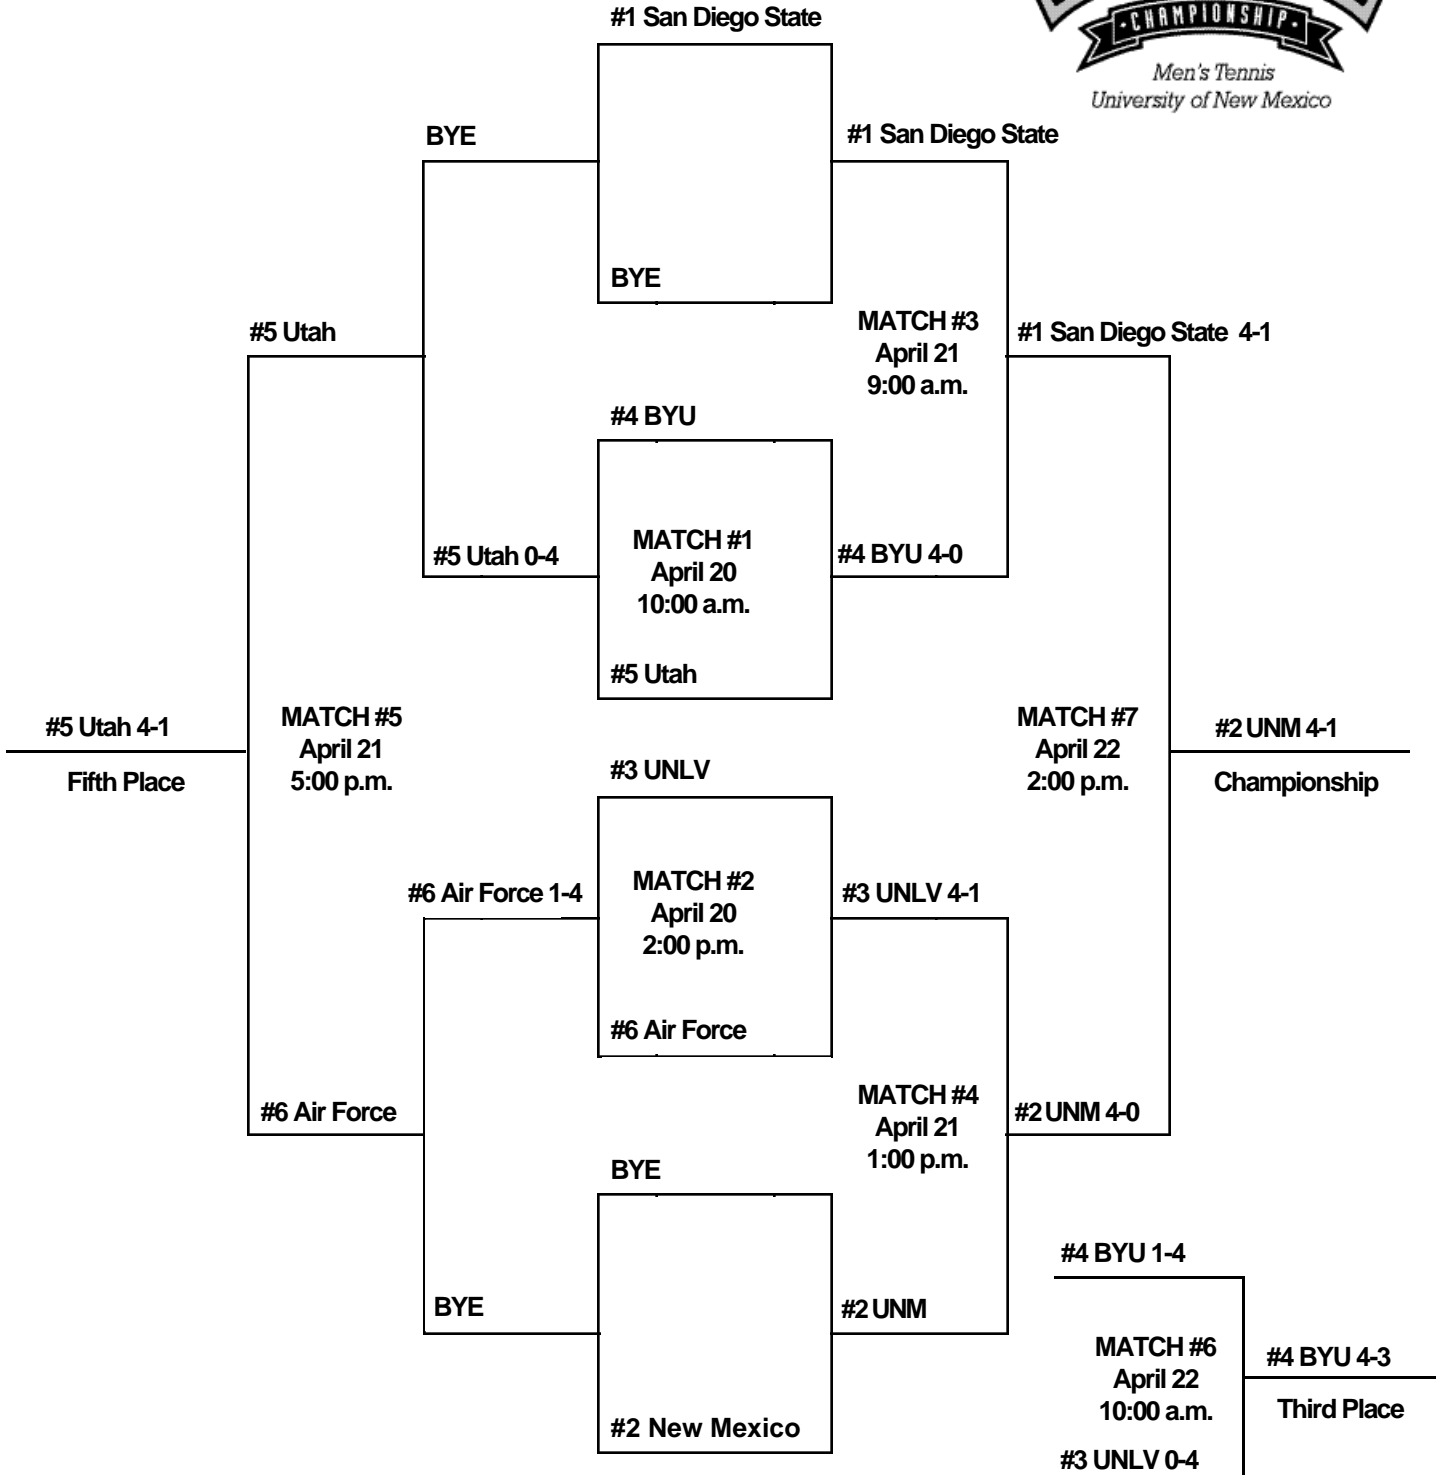 #1 San Diego State
CHAMPIONSHIP
Men's Tennis
University of New Mexico
BYE
#1 San Diego State
BYE
#5 Utah
MATCH #3
April 21
9:00 a.m.
#1 San Diego State 4-1
#4 BYU
#5 Utah 0-4
MATCH #1
April 20
10:00 a.m.
#4 BYU 4-0
#5 Utah
#5 Utah 4-1
Fifth Place
MATCH #5
April 21
5:00 p.m.
MATCH #7
April 22
2:00 p.m.
#2 UNM 4-1
Championship
#3 UNLV
#6 Air Force 1-4
MATCH #2
April 20
2:00 p.m.
#3 UNLV 4-1
#6 Air Force
#6 Air Force
MATCH #4
April 21
1:00 p.m.
#2 UNM 4-0
BYE
BYE
#2 UNM
#2 New Mexico
#4 BYU 1-4
MATCH #6
April 22
10:00 a.m.
#4 BYU 4-3
Third Place
#3 UNLV 0-4